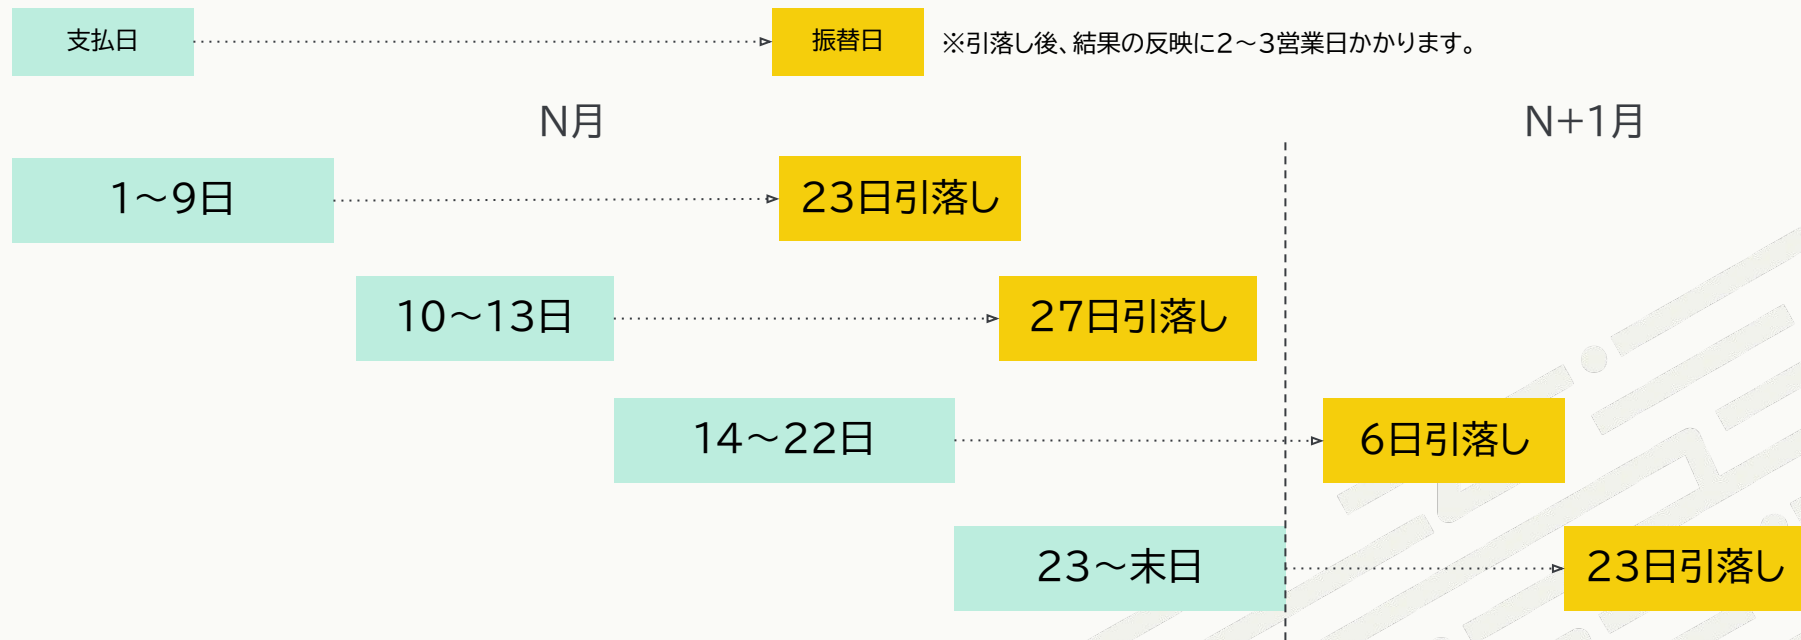 支払日
振替日
※引落し後、結果の反映に2～3営業日かかります。
N月
N+1月
1～9日
23日引落し
10～13日
27日引落し
14～22日
6日引落し
23～末日
23日引落し